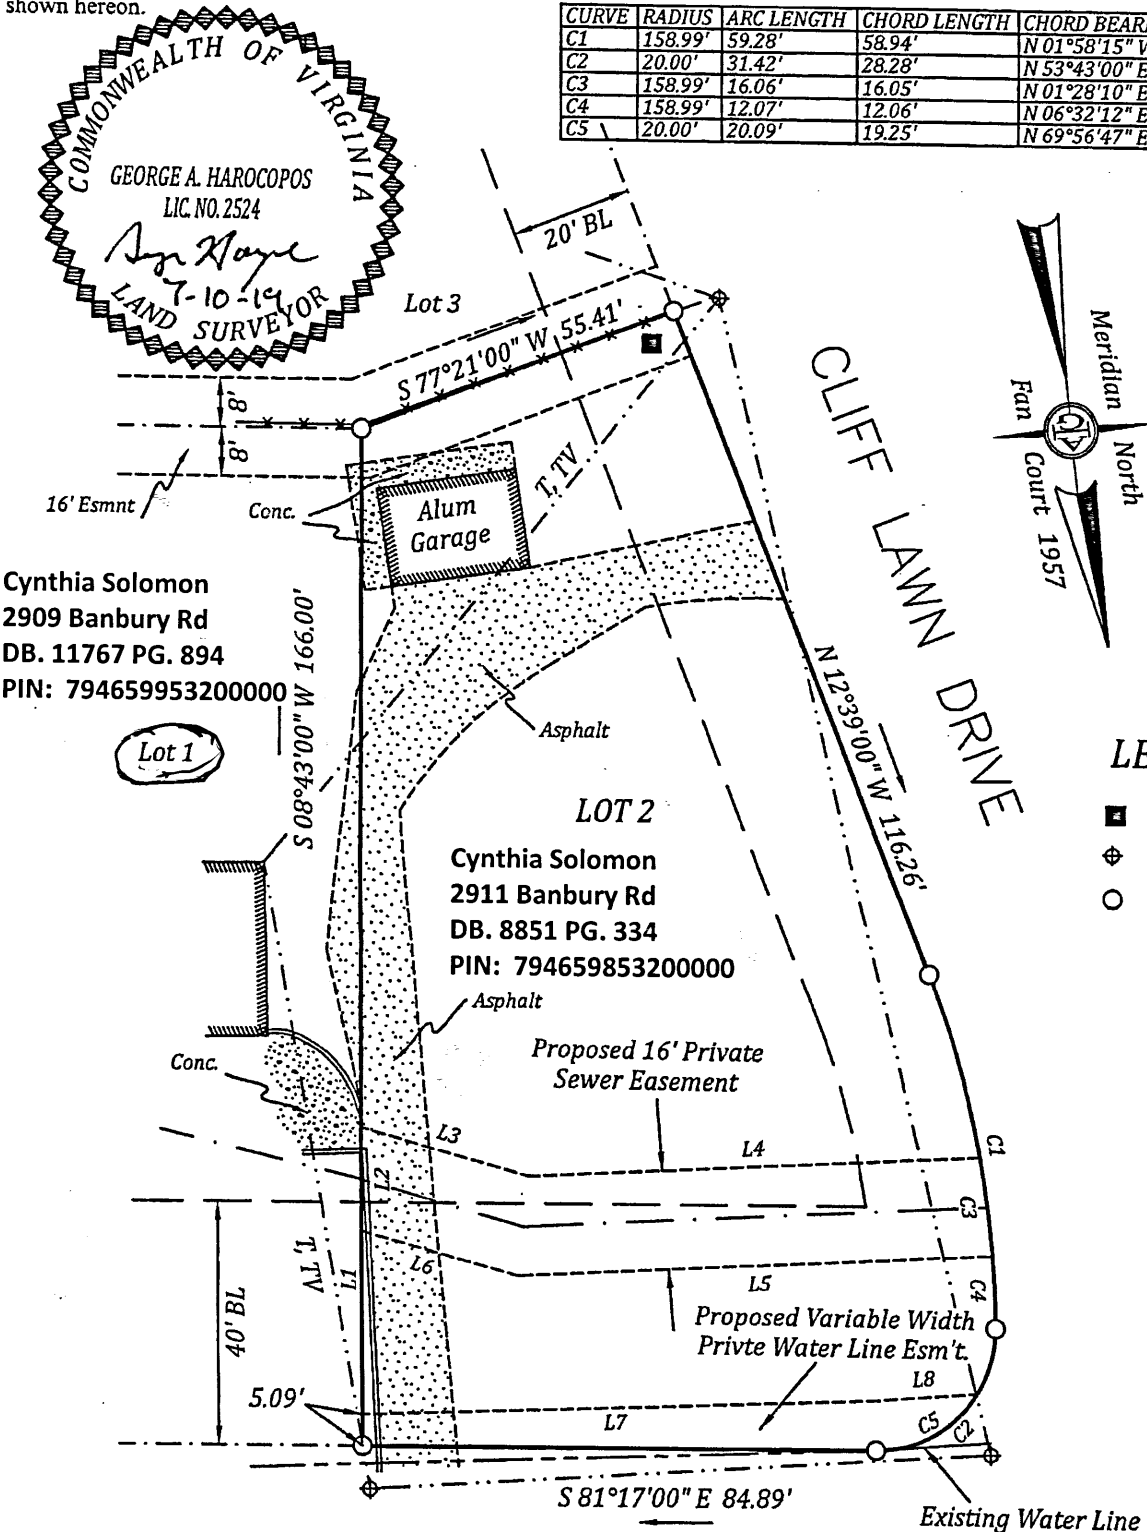 shown hereon.
COMMONWEALTH OF VIRGINIA
GEORGE A. HAROCOPOS
LIC. NO. 2524
7-10-19
LAND SURVEYOR
CURVE RADIUS ARC LENGTH CHORD LENGTH CHORD BEAR
C1 158.99' 59.28' 58.94' N 01°58'15" W
C2 20.00' 31.42' 28.28' N 53°43'00" E
C3 158.99' 16.06' 16.05' N 01°28'10" E
C4 158.99' 12.07' 12.06' N 06°32'12" E
C5 20.00' 20.09' 19.25' N 69°56'47" E
20' BL
Lot 3
S 77°21'00" W 55.41'
8'
8'
16' Esmnt
Conc.
Alum
Garage
T, TV
CLIFF LAWN DRIVE
Meridian
North
Fan
Court 1957
Cynthia Solomon
2909 Banbury Rd
DB. 11767 PG. 894
PIN: 794659953200000
Lot 1
S 08°43'00" W 166.00'
Asphalt
N 12°39'00" W 116.26'
LE
LOT 2
Cynthia Solomon
2911 Banbury Rd
DB. 8851 PG. 334
PIN: 794659853200000
Asphalt
Conc.
Proposed 16' Private
Sewer Easement
L3
L4
C1
L2
C3
T, TV
L1
L6
L5
C4
40' BL
Proposed Variable Width
Privte Water Line Esm't.
L8
5.09'
L7
C5
C2
S 81°17'00" E 84.89'
Existing Water Line